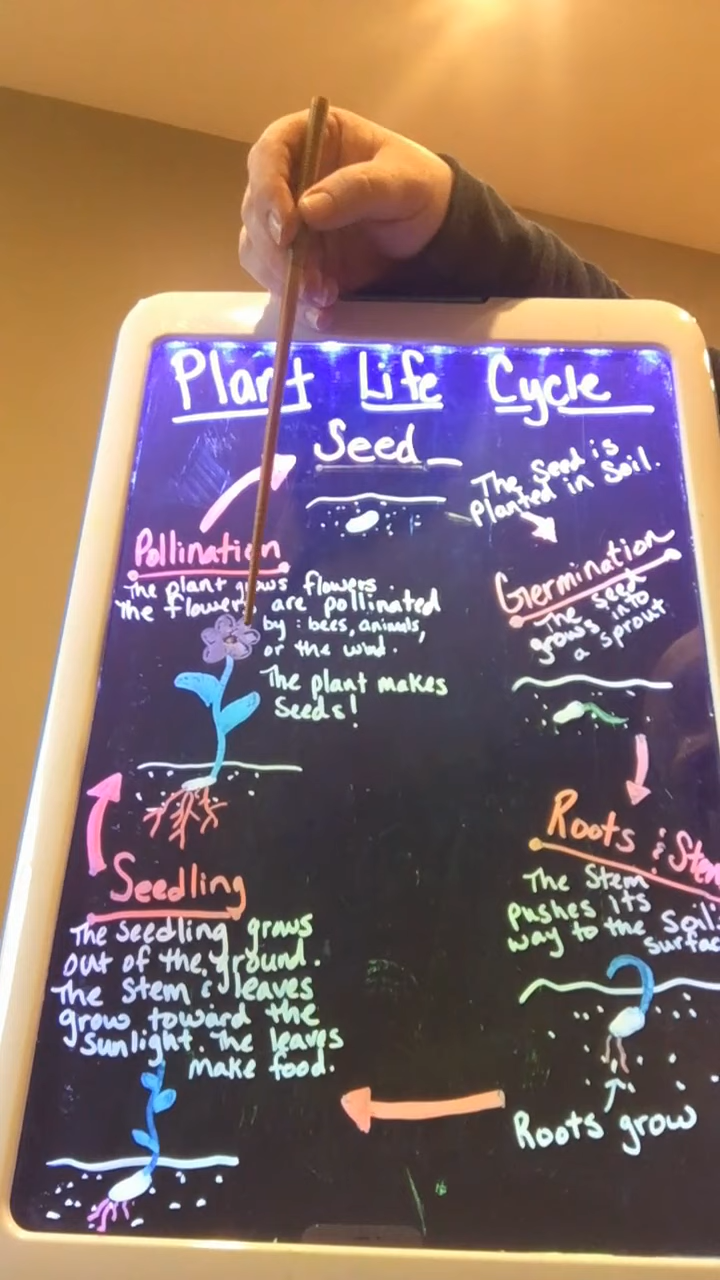 Plant Life Cycle
Seed
The Seed is
Planted in Soil.
Germination
The Seed
grows into
a sprout
Roots & Stem
The Stem
pushes its
way to the Soil's
surface
Roots grow
Seedling
The Seedling grows
out of the ground.
The Stem & leaves
grow toward the
Sunlight. The leaves
make food.
Pollination
The plant grows flowers.
The flowers are pollinated
by: bees, animals,
or the wind.
The plant makes
Seeds!